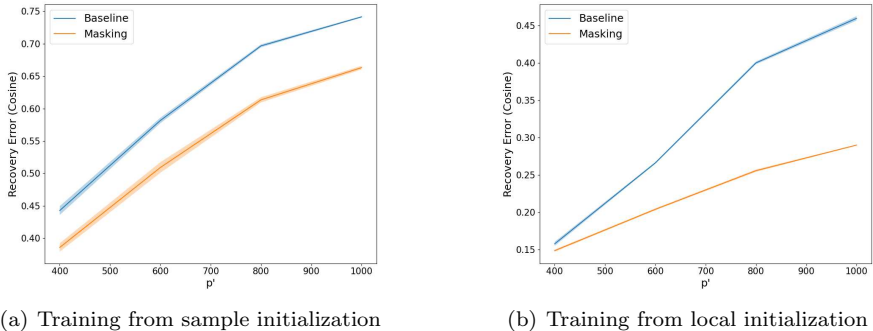 Baseline
Masking
0.75
0.70
0.65
0.60
0.55
0.50
0.45
0.40
Recovery Error (Cosine)
400 500 600 700 800 900 1000
p'
(a) Training from sample initialization
Baseline
Masking
0.45
0.40
0.35
0.30
0.25
0.20
0.15
Recovery Error (Cosine)
400 500 600 700 800 900 1000
p'
(b) Training from local initialization